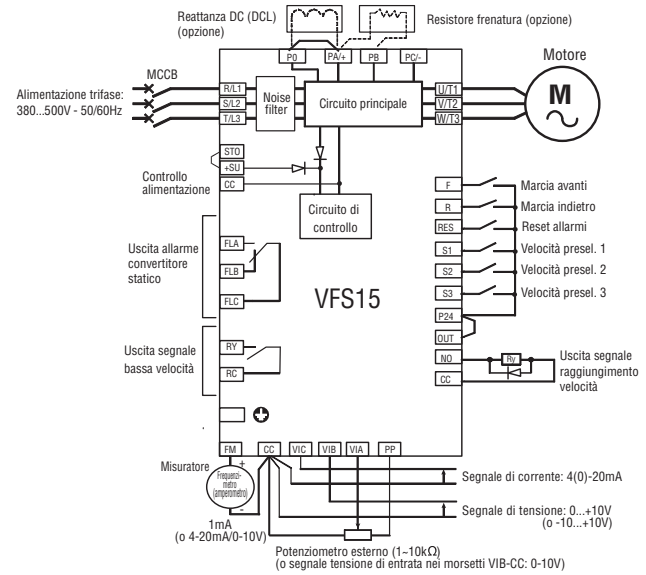 Reattanza DC (DCL)
(opzione)
Resistore frenatura (opzione)
P0
PA/+
PB
PC/-
Motore
MCCB
Alimentazione trifase:
380...500V - 50/60Hz
R/L1
S/L2
T/L3
Noise
filter
Circuito principale
U/T1
V/T2
W/T3
M
STO
+SU
CC
Controllo
alimentazione
Circuito di
controllo
F
Marcia avanti
R
Marcia indietro
RES
Reset allarmi
S1
Velocità presel. 1
S2
Velocità presel. 2
S3
Velocità presel. 3
P24
OUT
FLA
FLB
FLC
Uscita allarme
convertitore
statico
VFS15
RY
RC
Uscita segnale
bassa velocità
NO
CC
Ry
Uscita segnale
raggiungimento
velocità
FM
CC
VIC
VIB
VIA
PP
Misuratore
+
Frequenzi-
metro
(amperometro)
-
1mA
(o 4-20mA/0-10V)
Segnale di corrente: 4(0)-20mA
Segnale di tensione: 0...+10V
(o -10...+10V)
Potenziometro esterno (1~10kΩ)
(o segnale tensione di entrata nei morsetti VIB-CC: 0-10V)